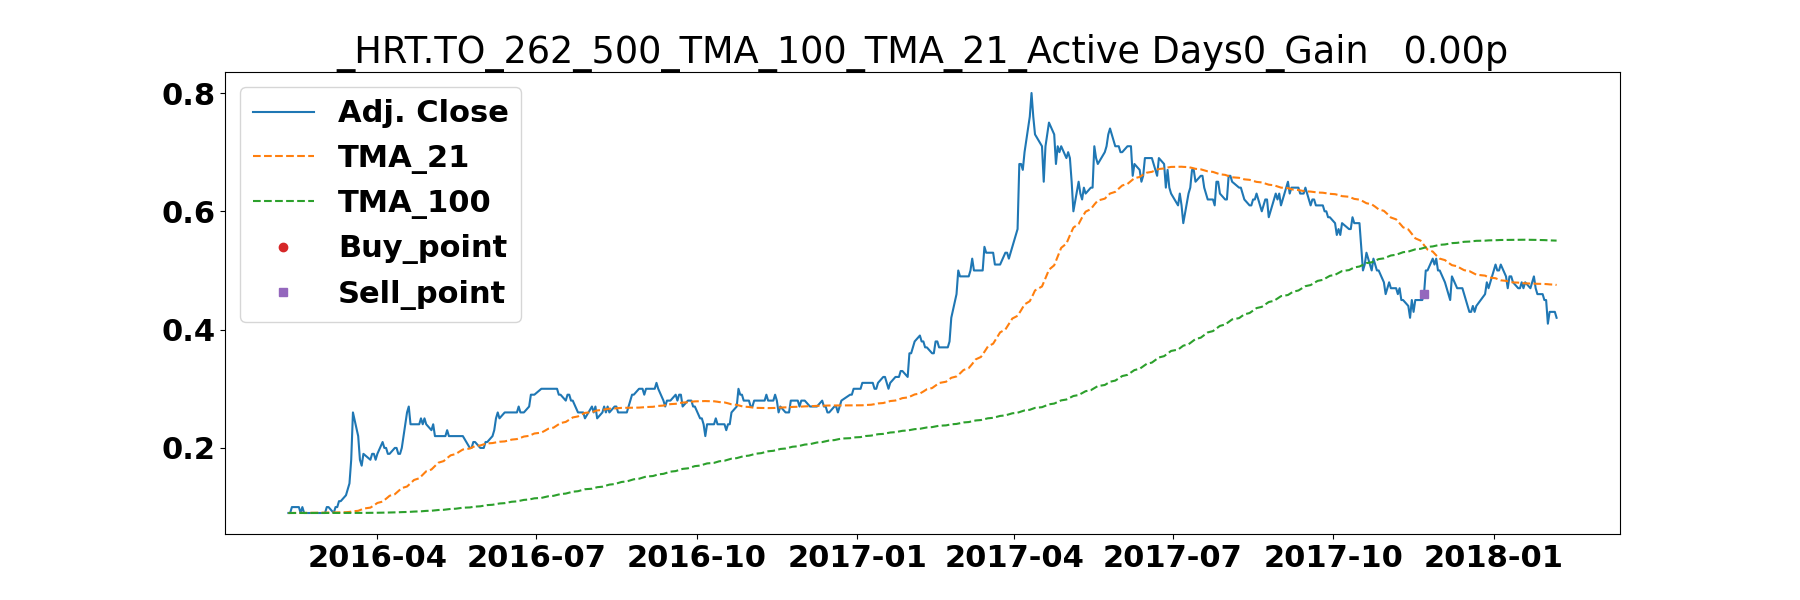 _HRT.TO_262_500_TMA_100_TMA_21_Active Days0_Gain   0.00p
0.8
0.6
0.4
0.2
Adj. Close
TMA_21
TMA_100
Buy_point
Sell_point
2016-04 2016-07 2016-10 2017-01 2017-04 2017-07 2017-10 2018-01